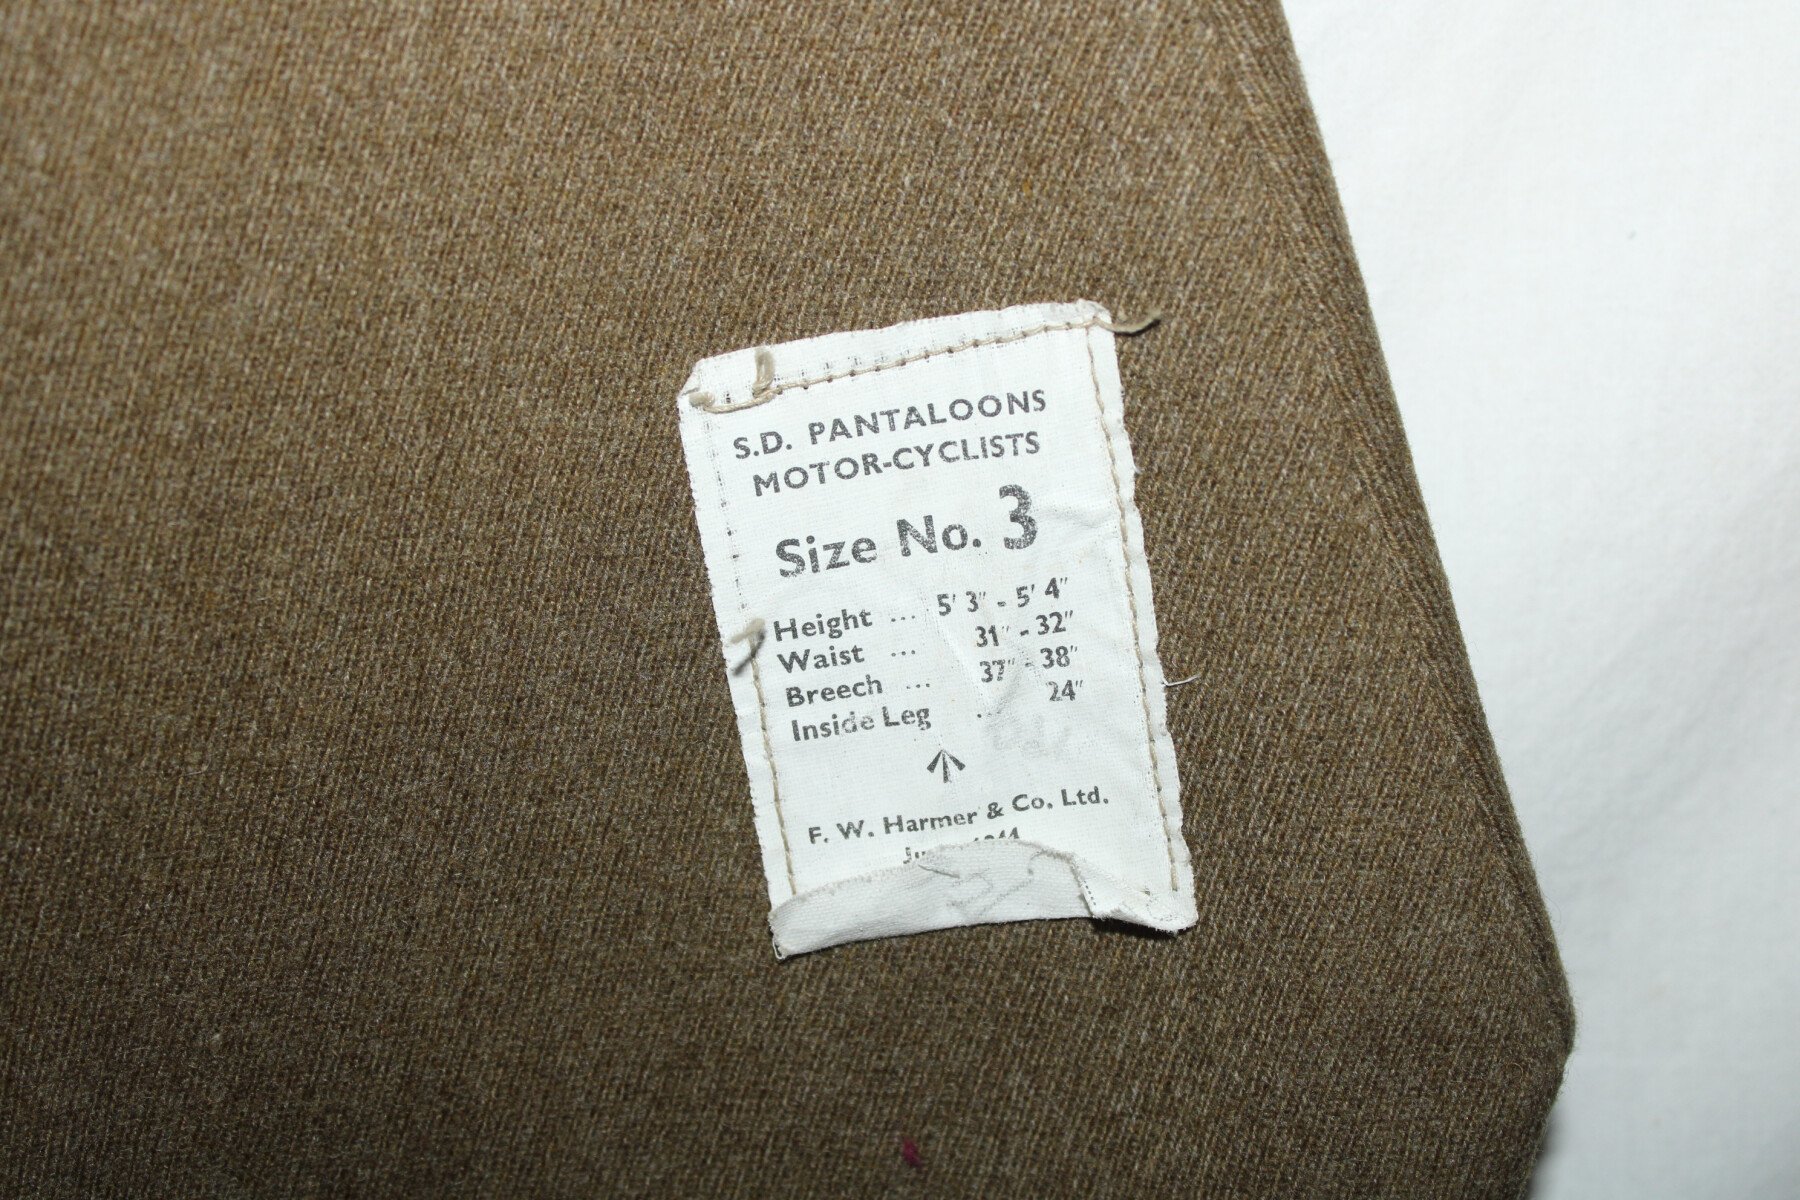 S.D. PANTALOONS
MOTOR-CYCLISTS
Size No. 3
Height ... 5' 3" - 5' 4"
Waist ... 31" - 32"
Breech ... 37" - 38"
Inside Leg ... 24"
F. W. Harmer & Co. Ltd.